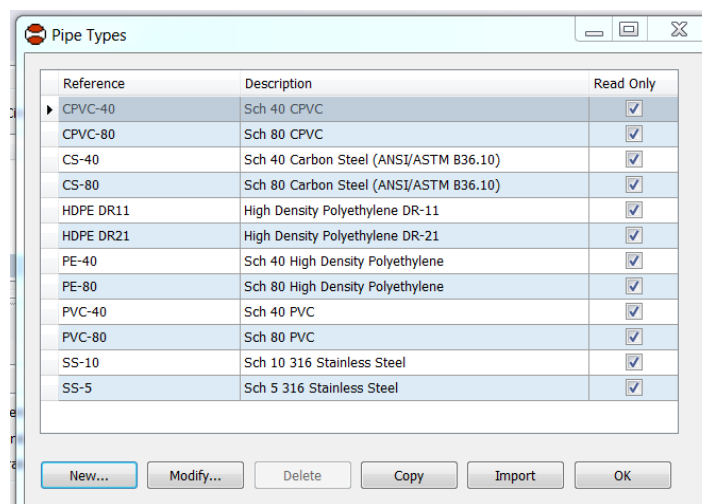 Pipe Types
Reference Description Read Only
CPVC-40 Sch 40 CPVC
CPVC-80 Sch 80 CPVC
CS-40 Sch 40 Carbon Steel (ANSI/ASTM B36.10)
CS-80 Sch 80 Carbon Steel (ANSI/ASTM B36.10)
HDPE DR11 High Density Polyethylene DR-11
HDPE DR21 High Density Polyethylene DR-21
PE-40 Sch 40 High Density Polyethylene
PE-80 Sch 80 High Density Polyethylene
PVC-40 Sch 40 PVC
PVC-80 Sch 80 PVC
SS-10 Sch 10 316 Stainless Steel
SS-5 Sch 5 316 Stainless Steel
New... Modify... Delete Copy Import OK